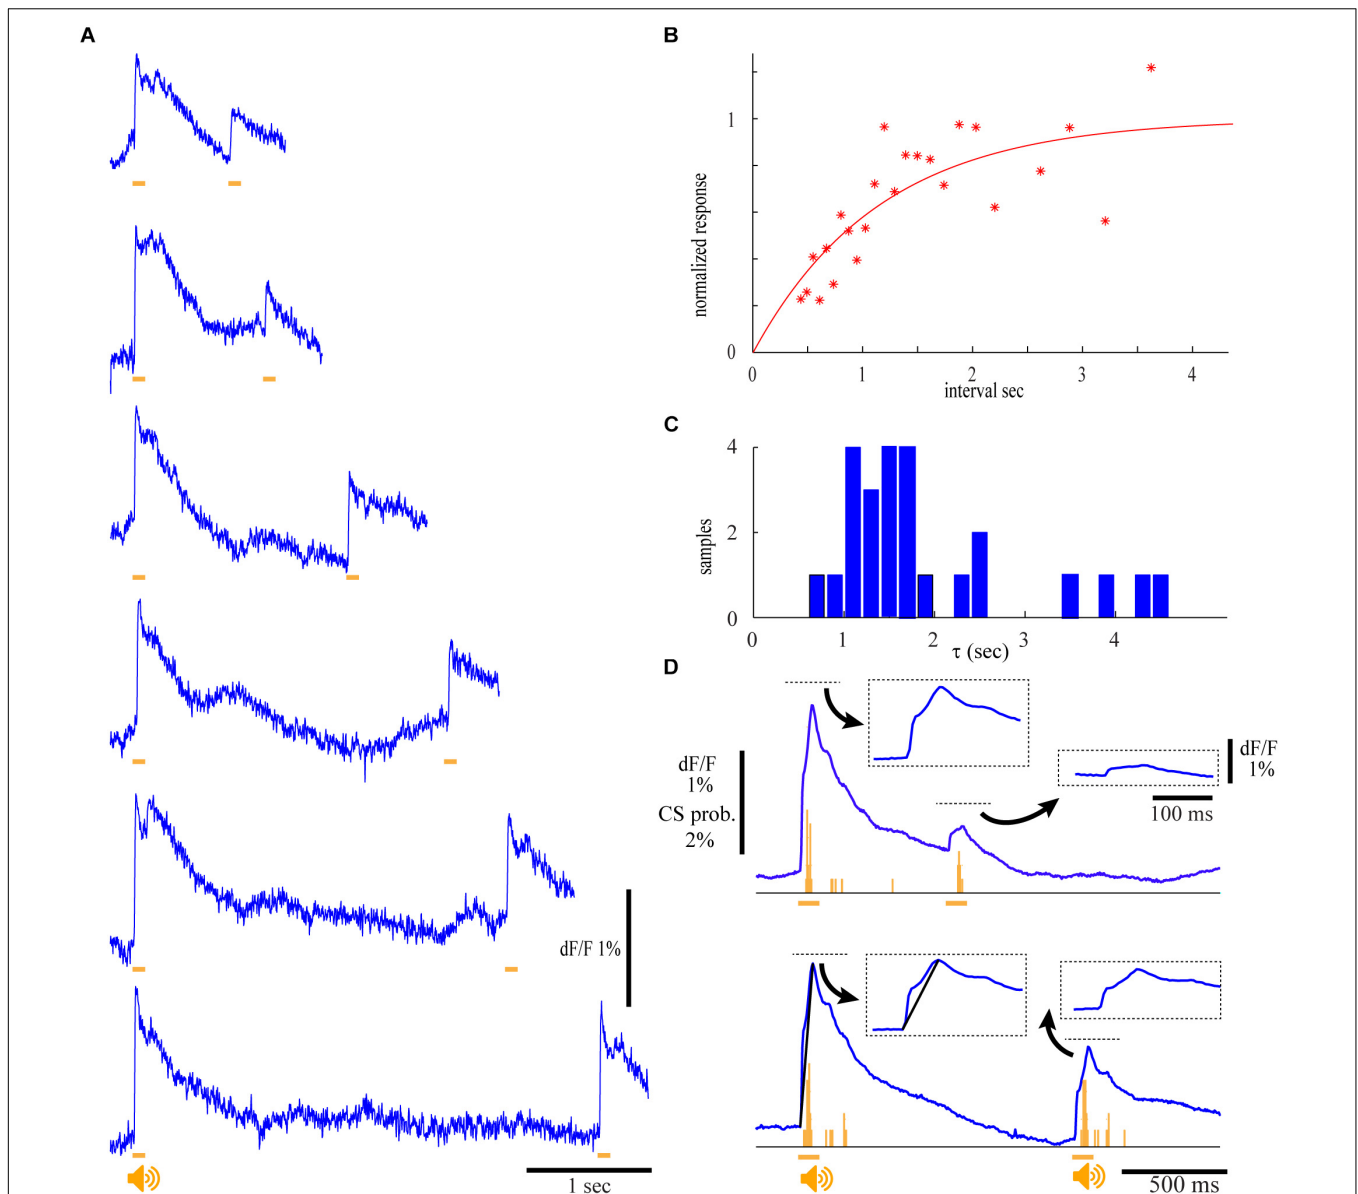 A
dF/F 1%
1 sec
B
normalized response
1
0
0 1 2 3 4
interval sec
C
samples
4
2
0
0 1 2 3 4
τ (sec)
D
dF/F
1%
CS prob.
2%
dF/F
1%
100 ms
500 ms